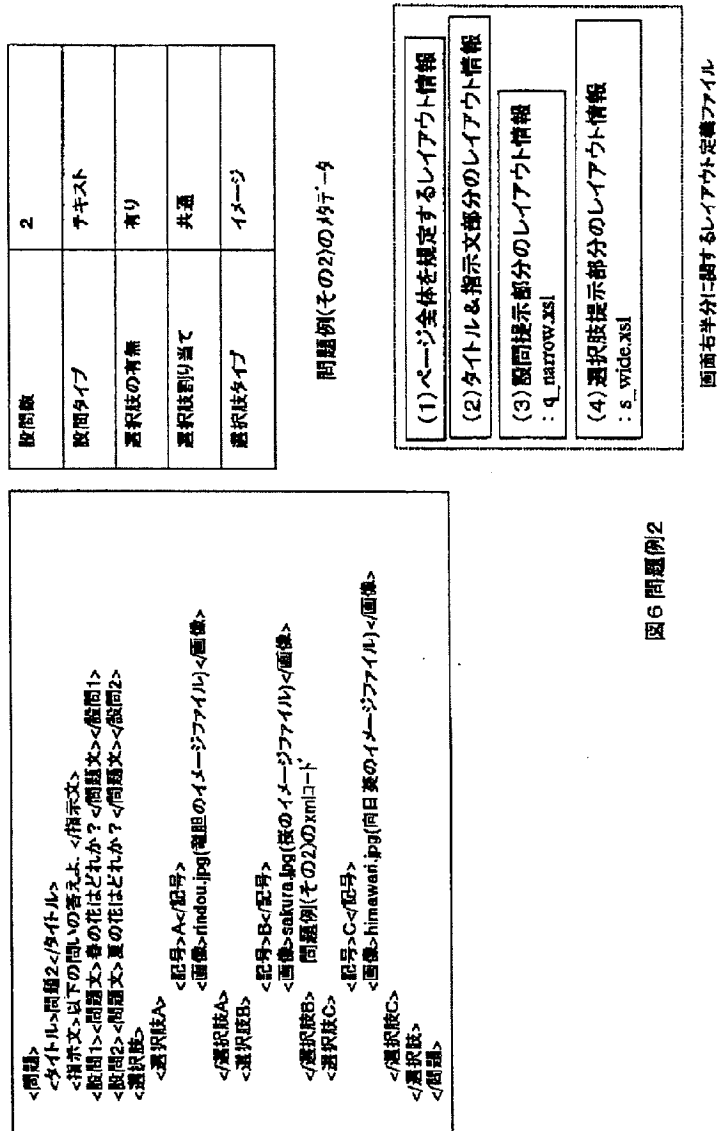 <問題>
<タイトル>問題2</タイトル>
<指示文>以下の問いの答えよ.</指示文>
<設問1><問題文>春の花はどれか?</問題文></設問1>
<設問2><問題文>夏の花はどれか?</問題文></設問2>
<選択肢>
<選択肢A>
<記号>A</記号>
<画像>rindou.jpg(竜胆のイメージファイル)</画像>
</選択肢A>
<選択肢B>
<記号>B</記号>
<画像>sakura.jpg(桜のイメージファイル)</画像>
問題例(その2)のxmlコード
</選択肢B>
<選択肢C>
<記号>C</記号>
<画像>himawari.jpg(向日葵のイメージファイル)</画像>
</選択肢C>
</選択肢>
</問題>
設問数 2
設問タイプ テキスト
選択肢の有無 有り
選択肢割り当て 共通
選択肢タイプ イメージ
問題例(その2)のメタデータ
(1)ページ全体を規定するレイアウト情報
(2)タイトル&指示文部分のレイアウト情報
(3)設問提示部分のレイアウト情報
: q_narrow.xsl
(4)選択肢提示部分のレイアウト情報
: s_wide.xsl
画面右半分に関するレイアウト定義ファイル
図6 問題例2